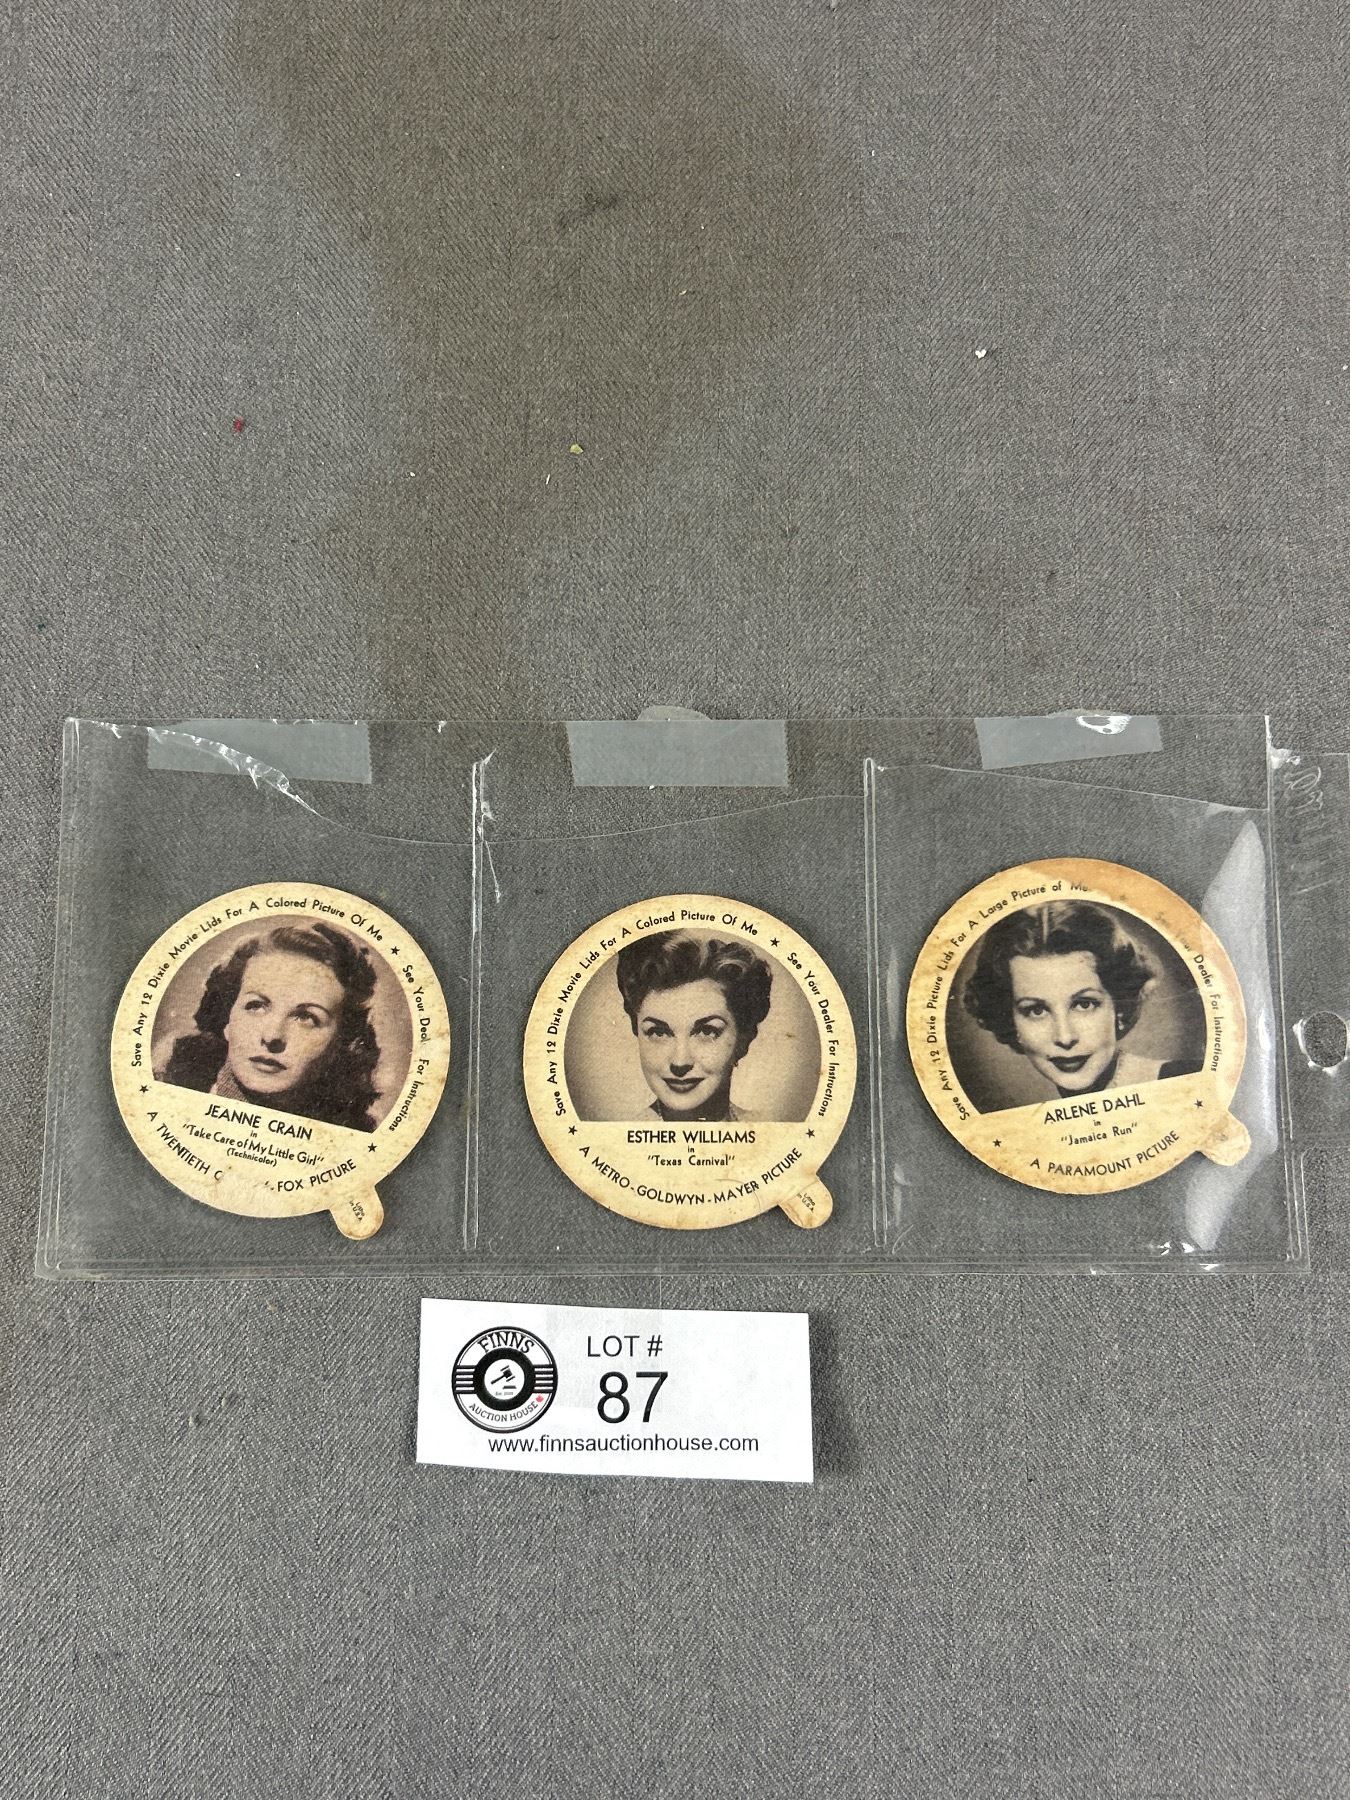 Save Any 12 Dixie Movie Lids For A Colored Picture Of Me ★ See Your Deal For Instructions ★
JEANNE CRAIN
in
"Take Care of My Little Girl"
(Technicolor)
A TWENTIETH C -FOX PICTURE
Litho
in U.S.A.
Save Any 12 Dixie Movie Lids For A Colored Picture Of Me ★ See Your Dealer For Instructions ★
ESTHER WILLIAMS
in
"Texas Carnival"
A METRO-GOLDWYN-MAYER PICTURE
Litho
in U.S.A.
Save Any 12 Dixie Picture Lids For A Large Picture of Dealer For Instructions ★
ARLENE DAHL
in
"Jamaica Run"
A PARAMOUNT PICTURE
FINNS
AUCTION HOUSE
LOT #
87
www.finnsauctionhouse.com